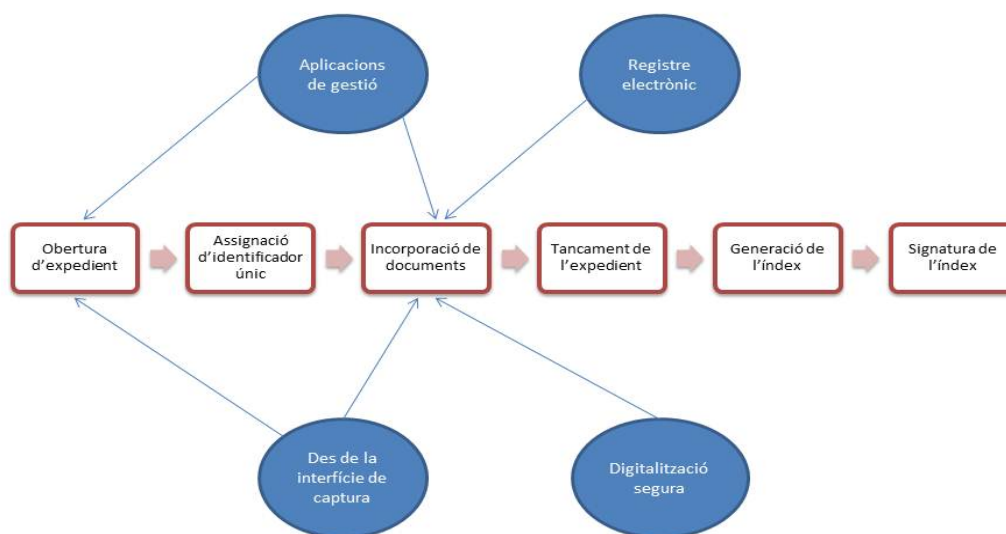 Aplicacions
de gestió
Registre
electrònic
Obertura
d'expedient
Assignació
d'identificador
únic
Incorporació de
documents
Tancament de
l'expedient
Generació de
l'índex
Signatura de
l'índex
Des de la
interfície de
captura
Digitalització
segura